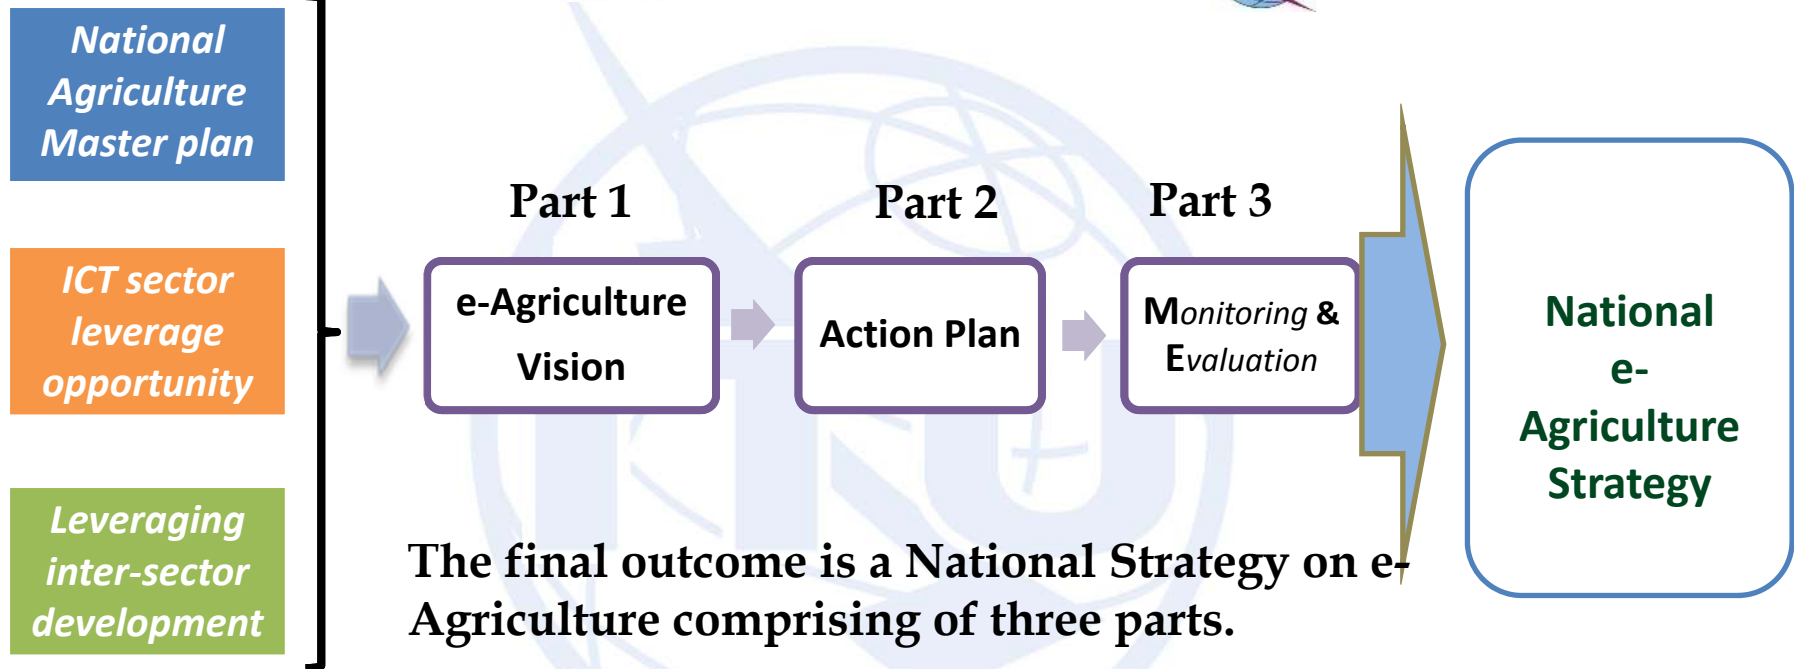 National
Agriculture
Master plan
ICT sector
leverage
opportunity
Leveraging
inter-sector
development
Part 1
e-Agriculture
Vision
Part 2
Action Plan
Part 3
Monitoring &
Evaluation
National
e-
Agriculture
Strategy
The final outcome is a National Strategy on e-
Agriculture comprising of three parts.
ITU